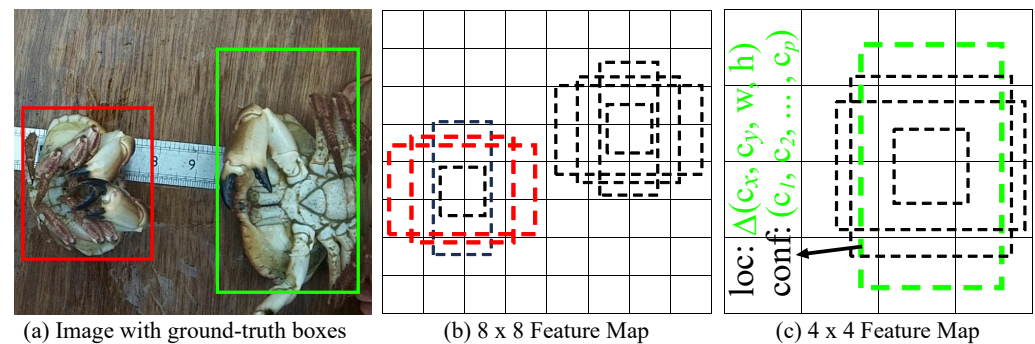 8 9
loc: Δ(cx, cy, w, h)
conf: (c1, c2, ... , cp)
(a) Image with ground-truth boxes
(b) 8 x 8 Feature Map
(c) 4 x 4 Feature Map